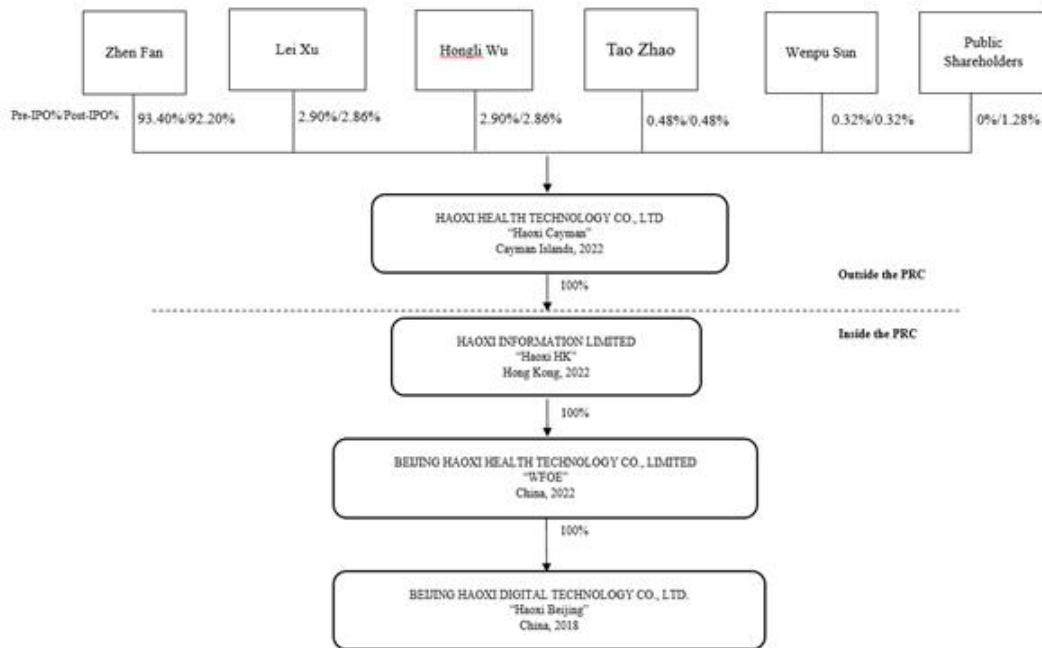 Zhen Fan
Lei Xu
Hongli Wu
Tao Zhao
Wenpu Sun
Public
Shareholders
Pre-IPO%/Post-IPO%
93.40%/92.20%
2.90%/2.86%
2.90%/2.86%
0.48%/0.48%
0.32%/0.32%
0%/1.28%
HAOXI HEALTH TECHNOLOGY CO., LTD
“Haoxi Cayman”
Cayman Islands, 2022
Outside the PRC
100%
Inside the PRC
HAOXI INFORMATION LIMITED
“Haoxi HK”
Hong Kong, 2022
100%
BEIJING HAOXI HEALTH TECHNOLOGY CO., LIMITED
“WFOE”
China, 2022
100%
BEIJING HAOXI DIGITAL TECHNOLOGY CO., LTD.
“Haoxi Beijing”
China, 2018